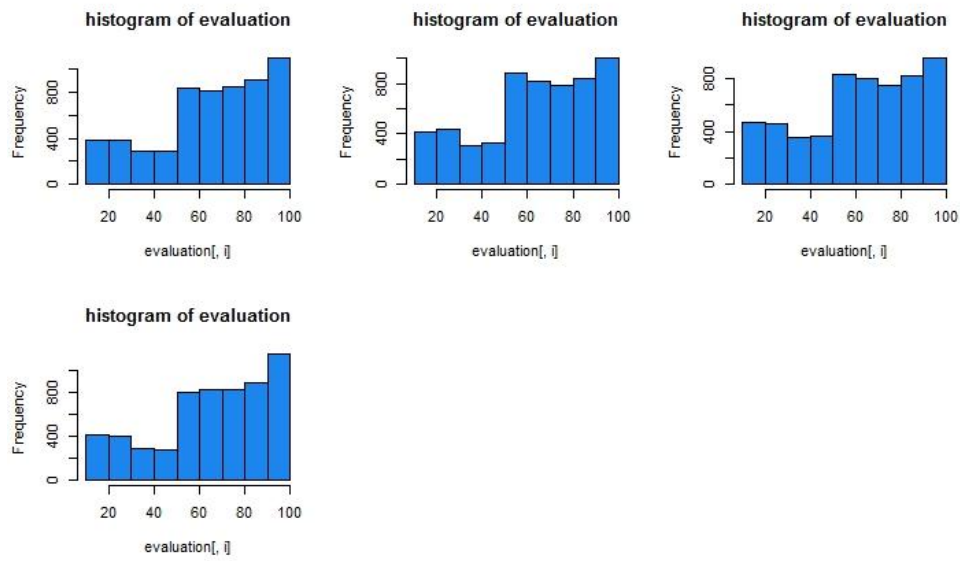 histogram of evaluation
Frequency
0 400 800
20 40 60 80 100
evaluation[, i]
histogram of evaluation
Frequency
0 400 800
20 40 60 80 100
evaluation[, i]
histogram of evaluation
Frequency
0 400 800
20 40 60 80 100
evaluation[, i]
histogram of evaluation
Frequency
0 400 800
20 40 60 80 100
evaluation[, i]